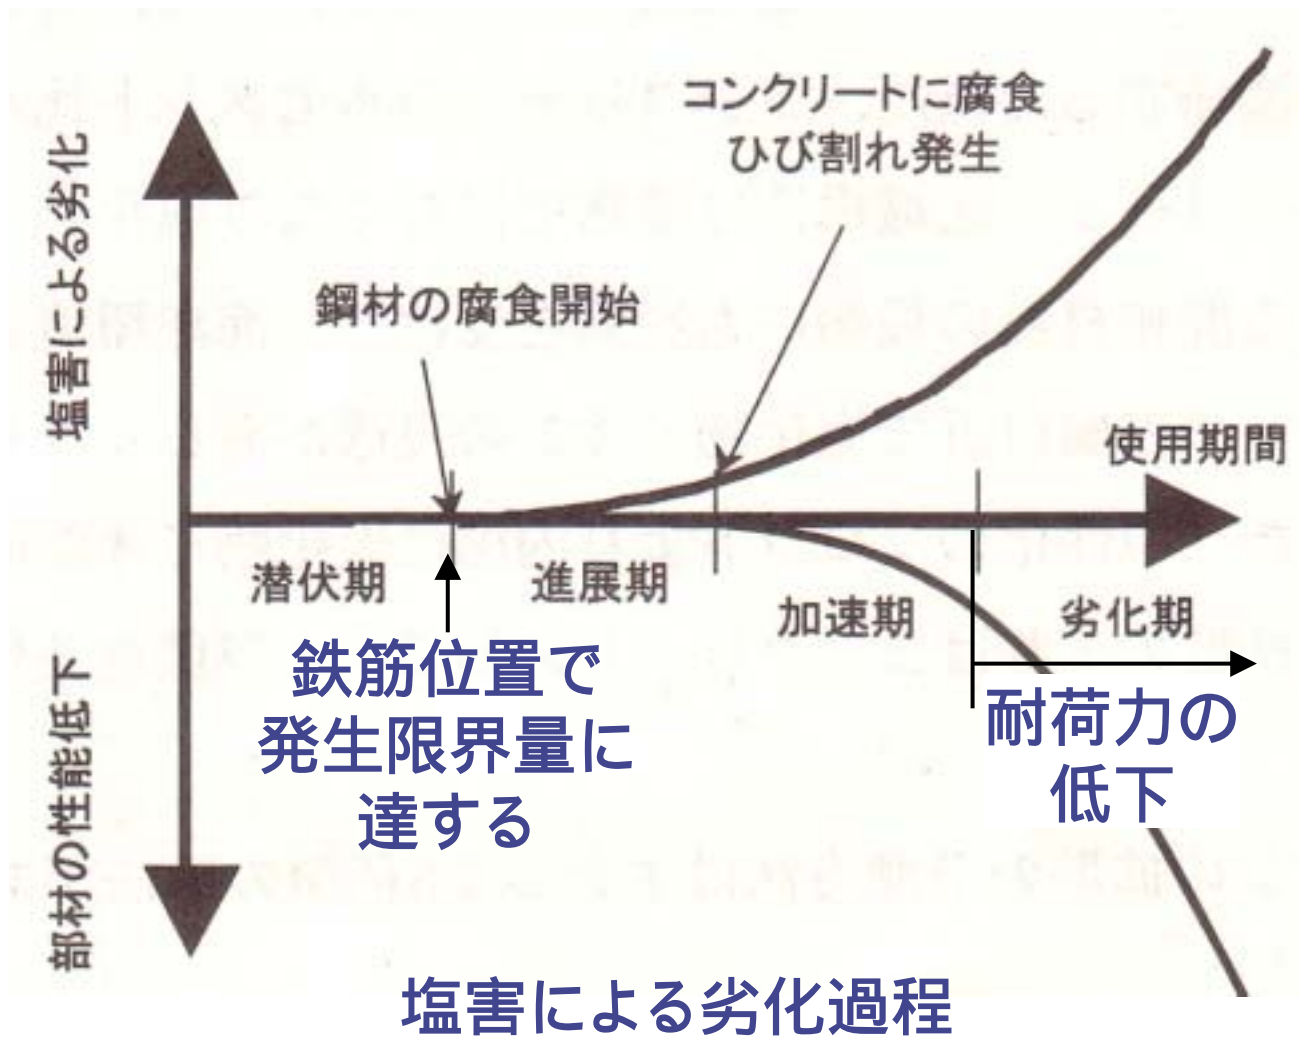 コンクリートに腐食
ひび割れ発生
塩害による劣化
鋼材の腐食開始
使用期間
潜伏期
進展期
加速期
劣化期
鉄筋位置で
発生限界量に
達する
耐荷力の
低下
部材の性能低下
塩害による劣化過程